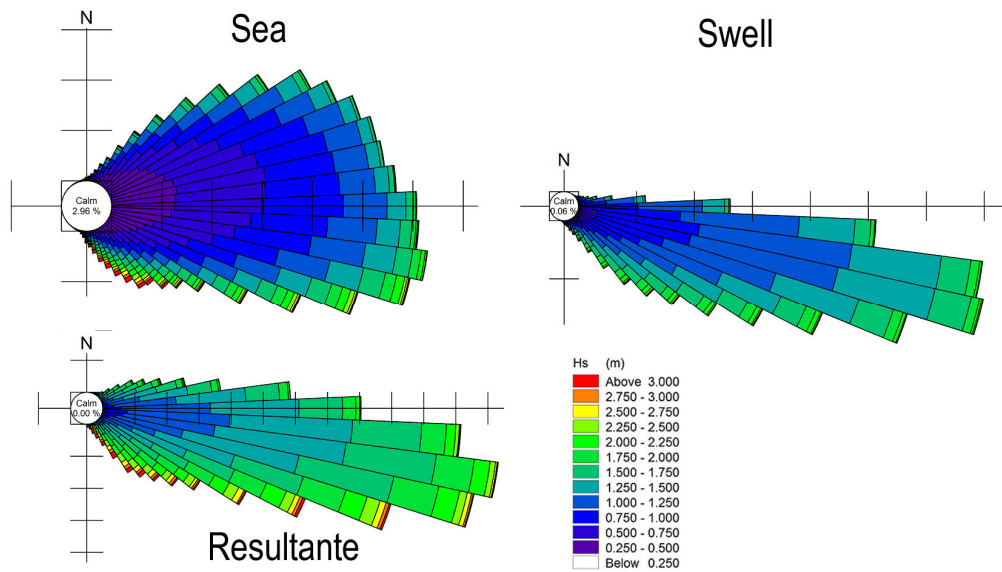 N
Sea
Calm
2.96 %
Swell
N
Calm
0.06 %
N
Calm
0.00 %
Resultante
Hs (m)
Above 3.000
2.750 - 3.000
2.500 - 2.750
2.250 - 2.500
2.000 - 2.250
1.750 - 2.000
1.500 - 1.750
1.250 - 1.500
1.000 - 1.250
0.750 - 1.000
0.500 - 0.750
0.250 - 0.500
Below 0.250